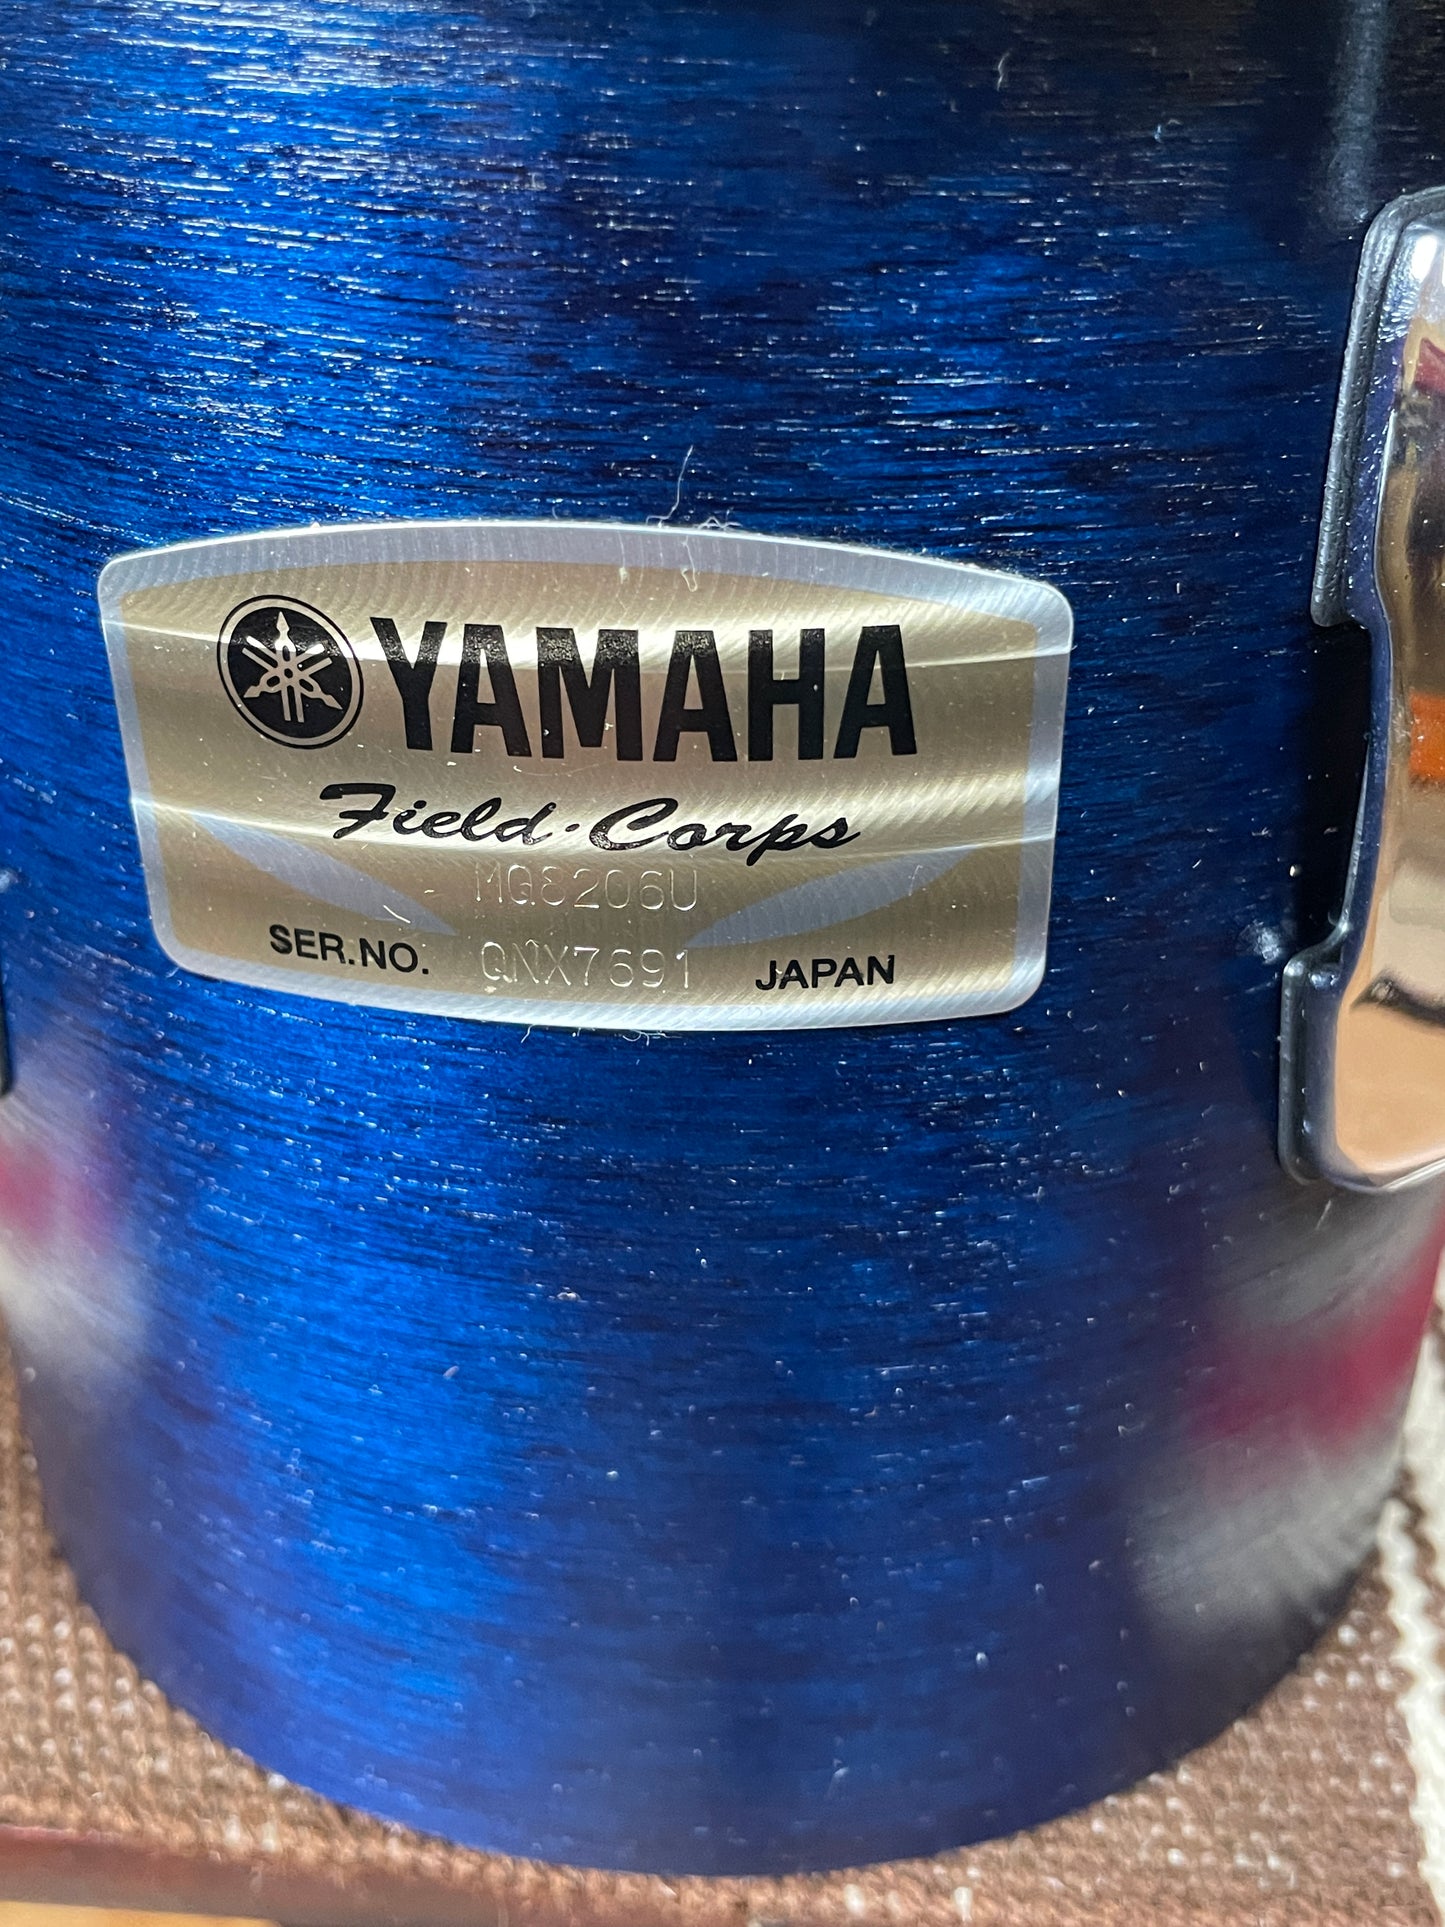 YAMAHA
Field-Corps
MQ8206U
SER.NO. QNX7691 JAPAN